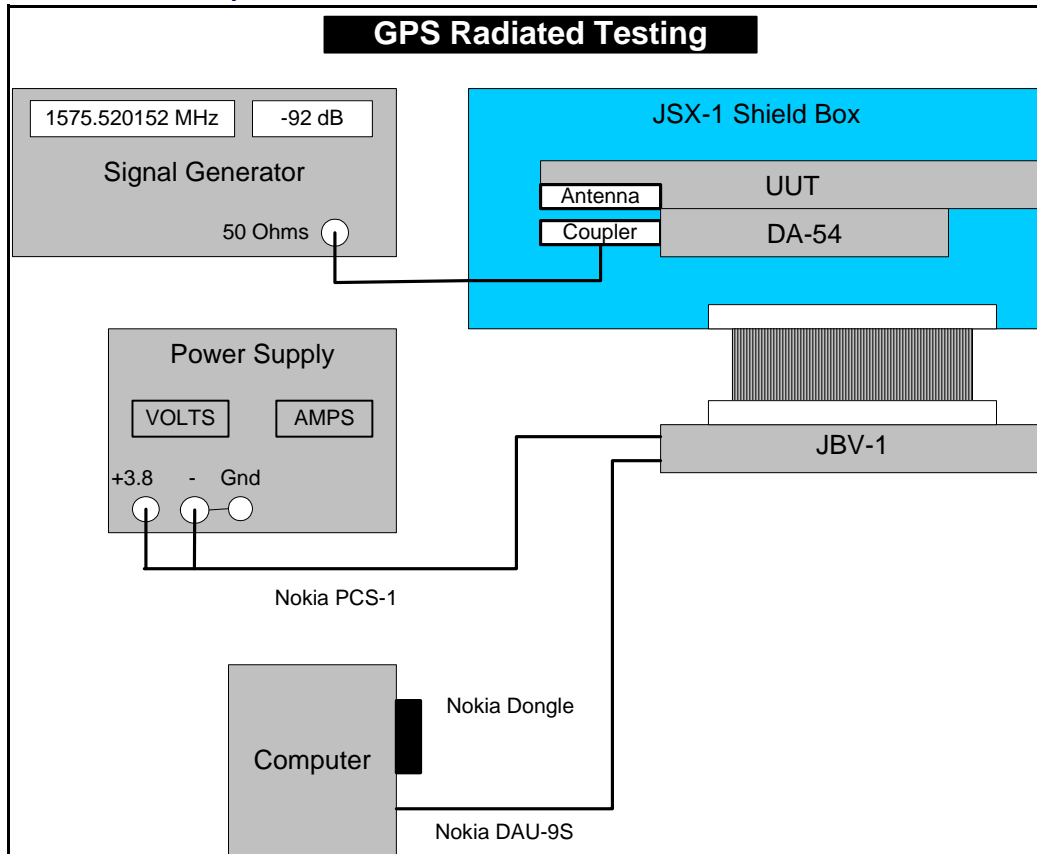 GPS Radiated Testing
1575.520152 MHz
-92 dB
Signal Generator
50 Ohms
JSX-1 Shield Box
UUT
Antenna
Coupler
DA-54
Power Supply
VOLTS
AMPS
+3.8
-
Gnd
JBV-1
Nokia PCS-1
Nokia Dongle
Computer
Nokia DAU-9S